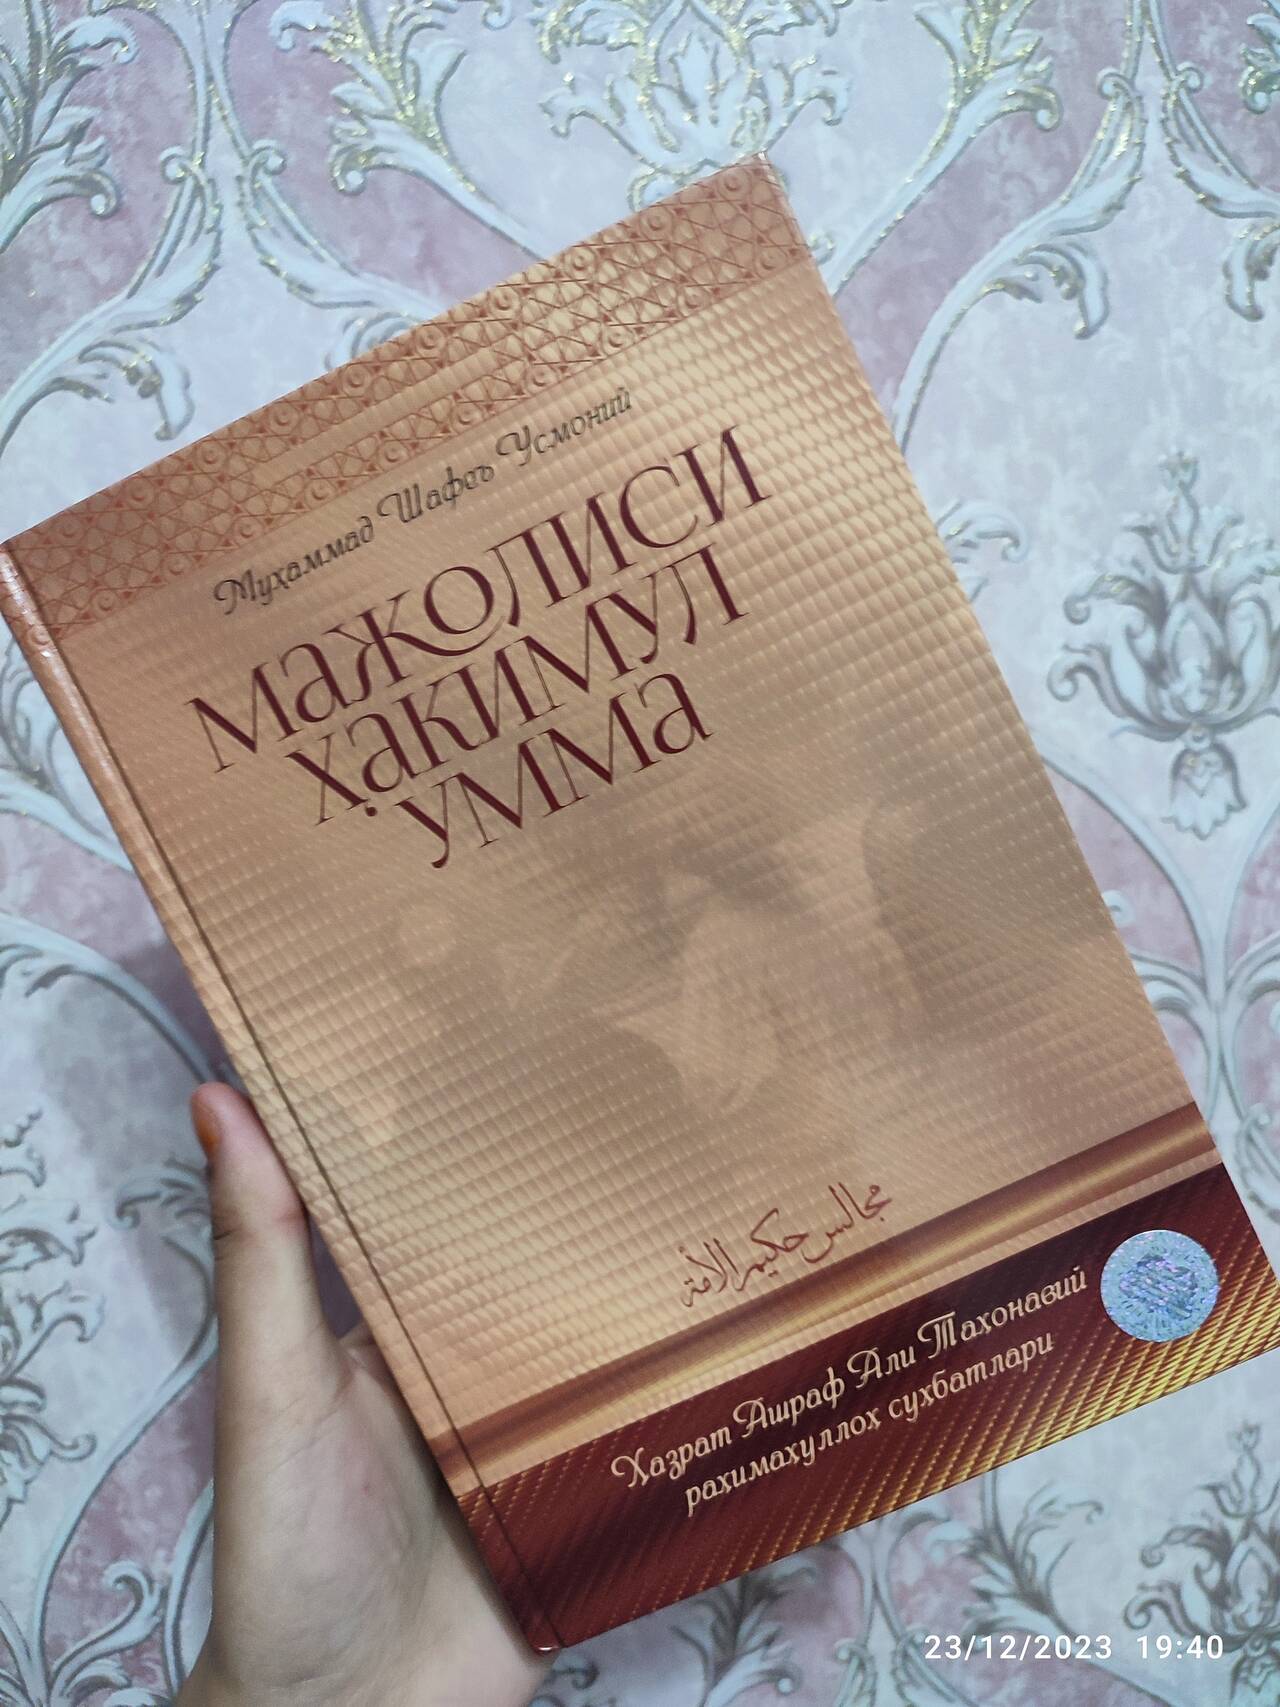 Муҳаммад Шафеъ Усмоний
МАЖОЛИСИ
ҲАКИМУЛ
УММА
مجالس حكيم الأمة
Ҳазрат Ашраф Али Таҳонавий
раҳимаҳуллоҳ суҳбатлари
23/12/2023 19:40